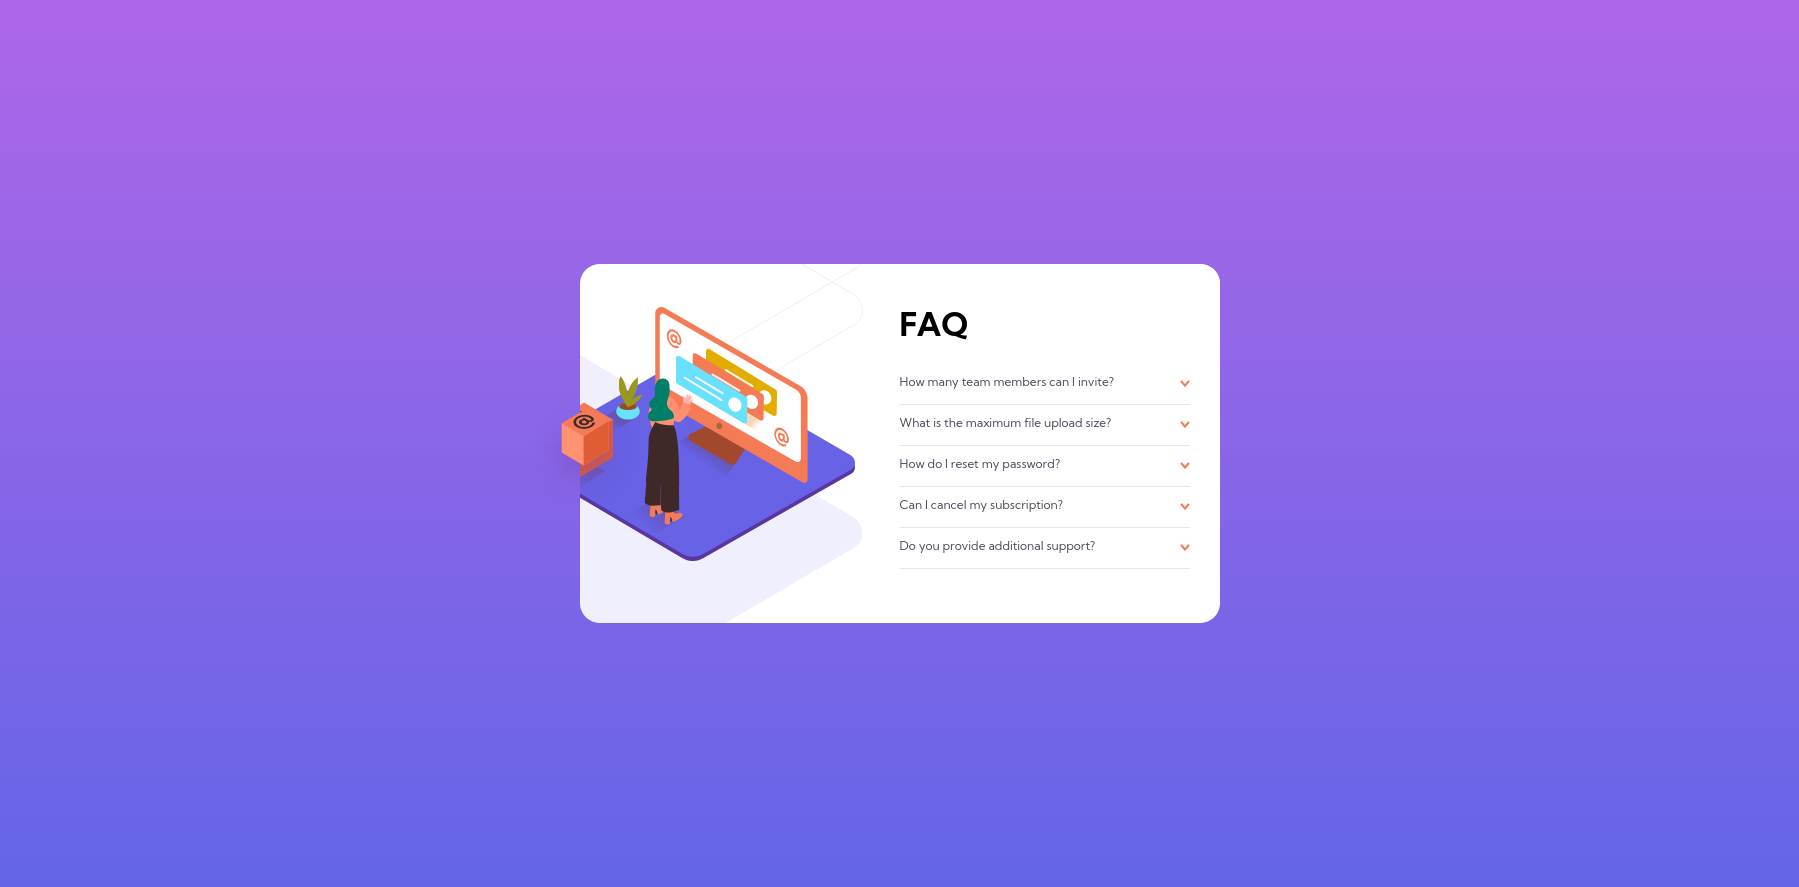 FAQ
How many team members can I invite?
What is the maximum file upload size?
How do I reset my password?
Can I cancel my subscription?
Do you provide additional support?
@
@
@